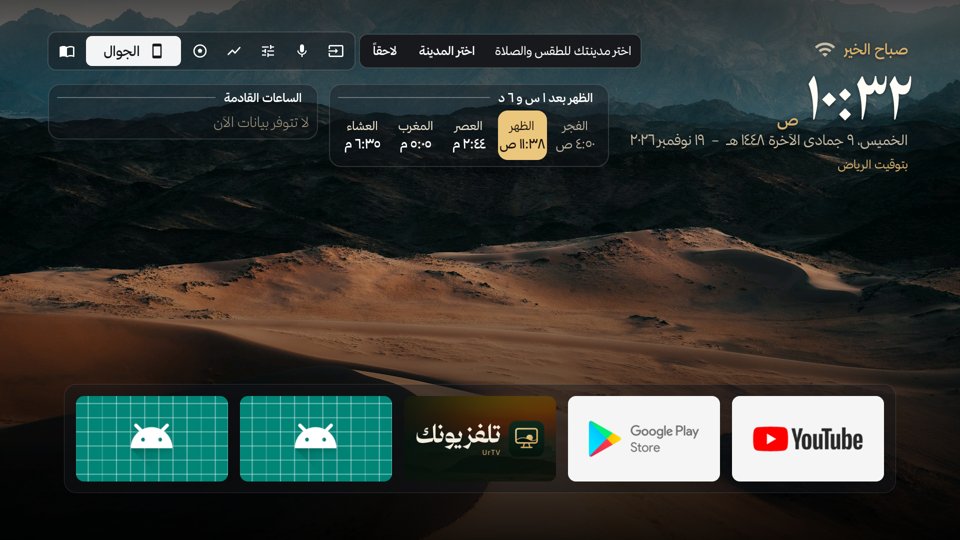 صباح الخير
١٠:٣٢ ص
الخميس، ٩ جمادى الآخرة ١٤٤٨ هـ – ١٩ نوفمبر ٢٠٢٦
بتوقيت الرياض
اختر مدينتك للطقس والصلاة اختر المدينة لاحقاً
الجوال
الظهر بعد ١ س و ٦ د
الفجر العصر المغرب العشاء الظهر
٤:٥٠ ص ١١:٣٨ ص ٢:٤٤ م ٥:٠٥ م ٦:٣٥ م
الساعات القادمة
لا تتوفر بيانات الآن
YouTube
Google Play
Store
تلفزيونك
UrTV